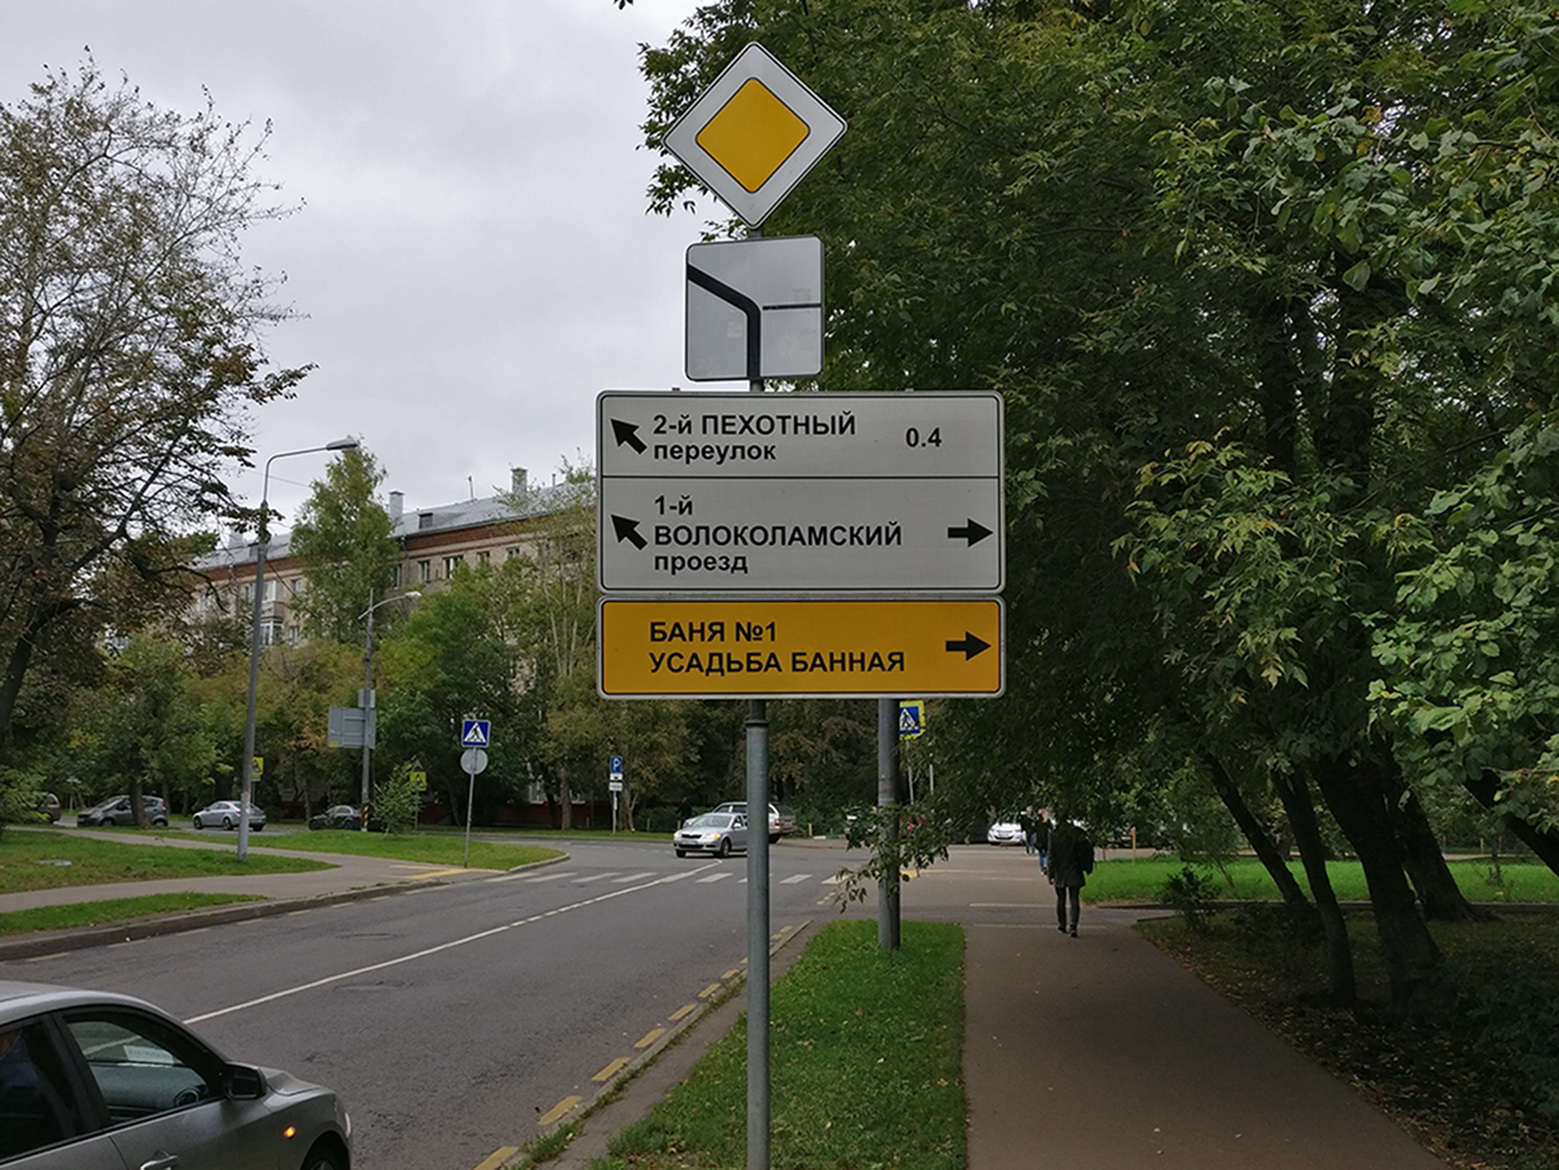 2-й ПЕХОТНЫЙ
переулок
0.4
1-й
ВОЛОКОЛАМСКИЙ
проезд
БАНЯ №1
УСАДЬБА БАННАЯ
P